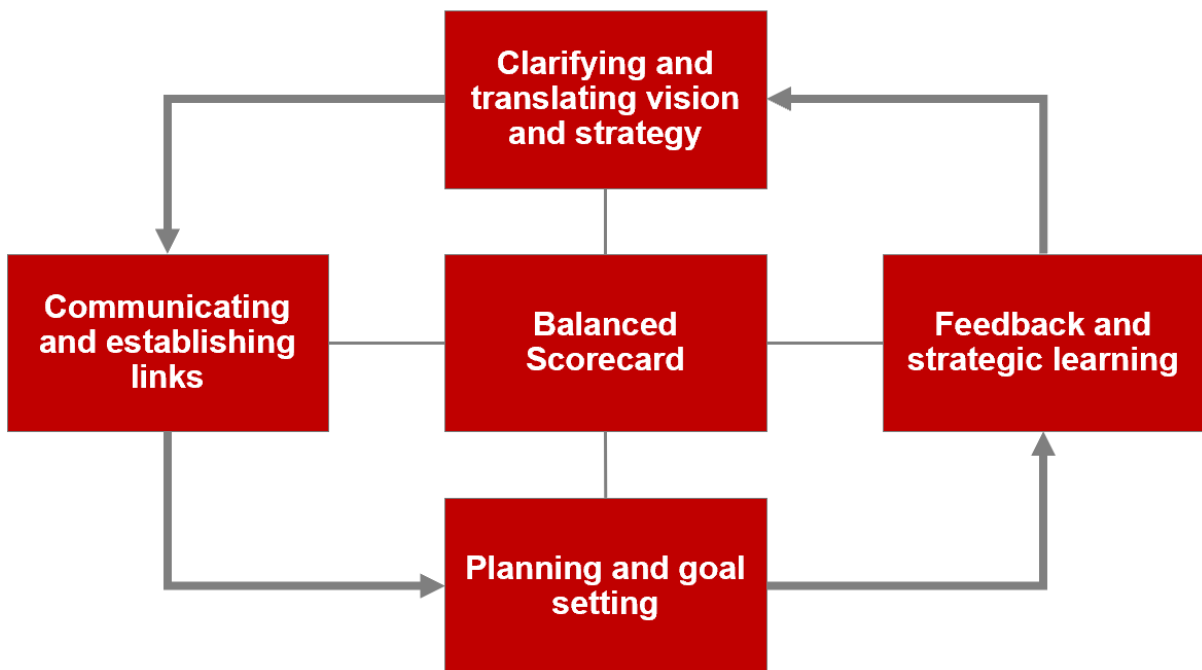 Clarifying and
translating vision
and strategy
Communicating
and establishing
links
Balanced
Scorecard
Feedback and
strategic learning
Planning and goal
setting